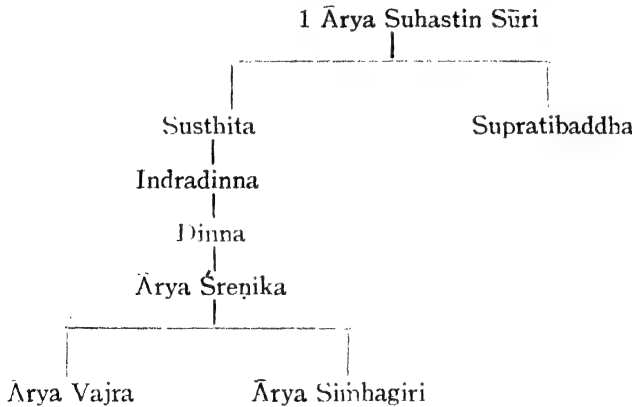 1 Ārya Suhastin Sūri
Susthita Supratibaddha
Indradinna
Dinna
Ārya Śreṇika
Ārya Vajra Ārya Siṁhagiri